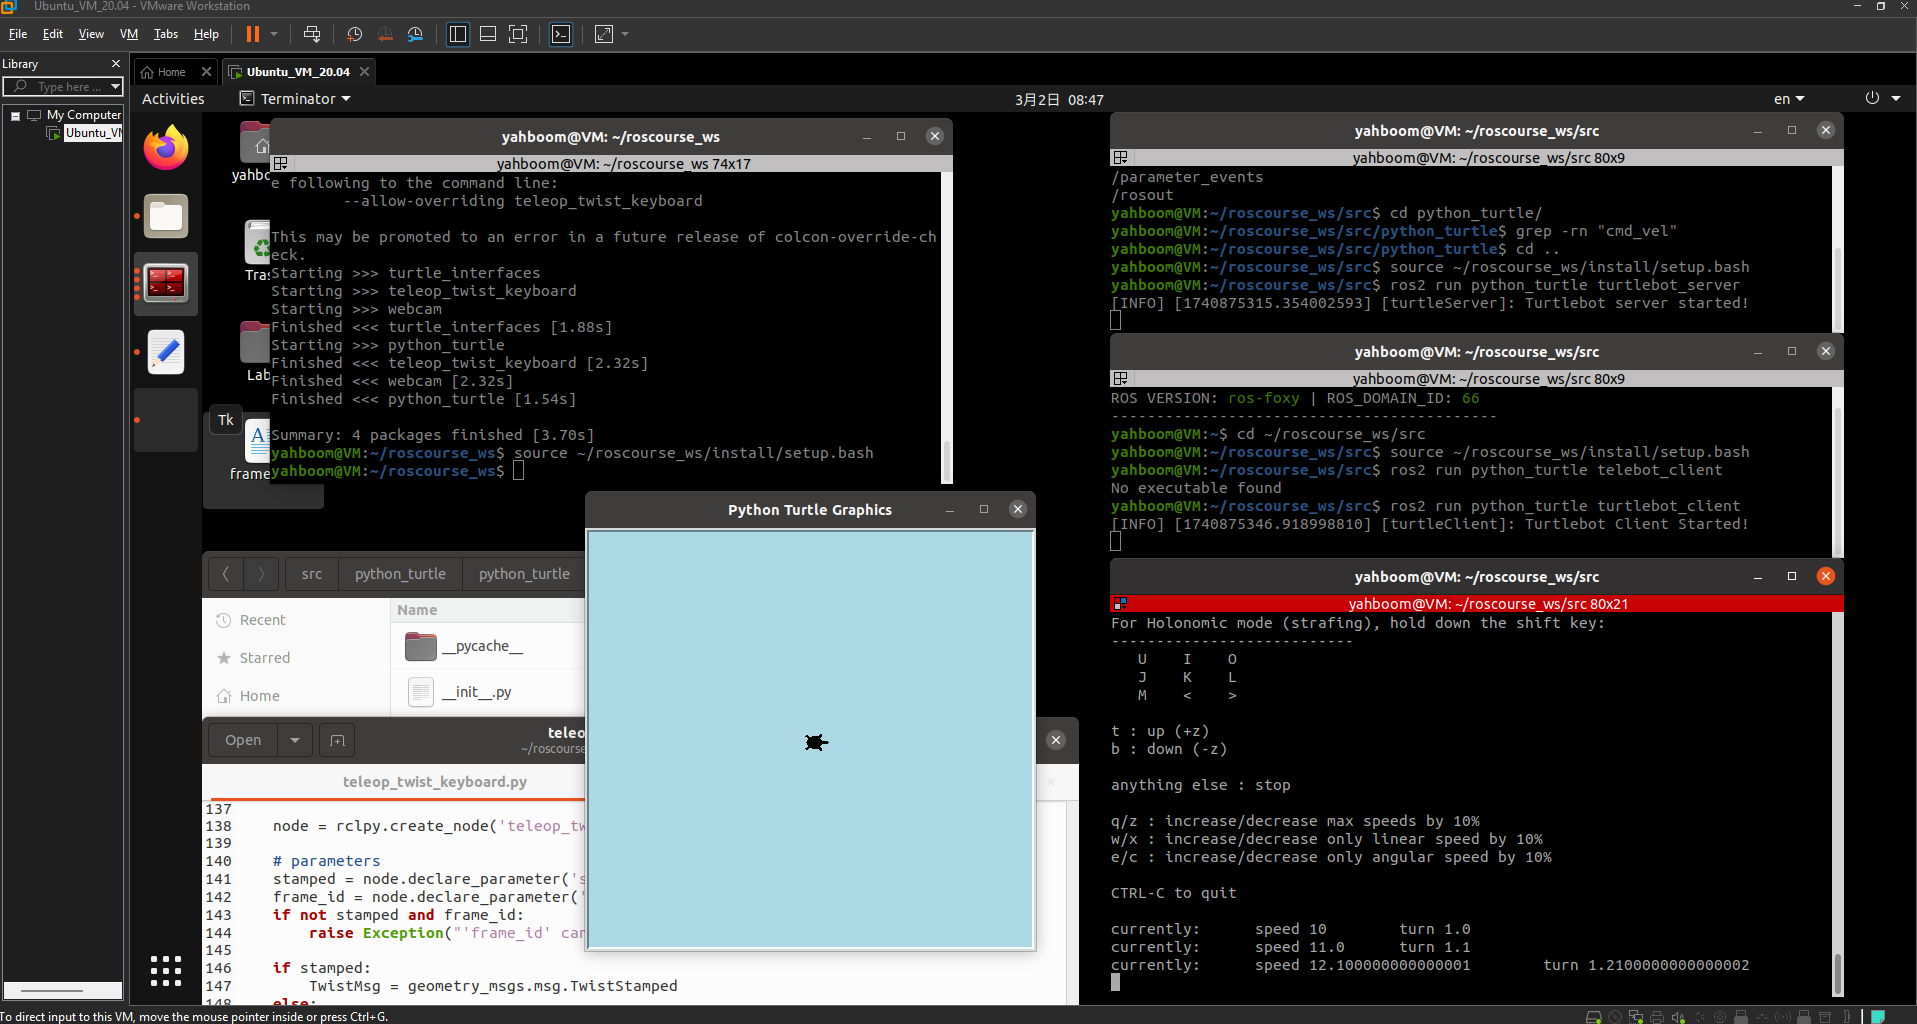 Ubuntu_VM_20.04 - VMware Workstation
File Edit View VM Tabs Help
Library
Type here ...
My Computer
Ubuntu_VM
Home
Ubuntu_VM_20.04
Activities
Terminator
3月2日 08:47
en
yahboom@VM: ~/roscourse_ws
yahboom@VM: ~/roscourse_ws 74x17
e following to the command line:
--allow-overriding teleop_twist_keyboard
This may be promoted to an error in a future release of colcon-override-ch
eck.
Starting >>> turtle_interfaces
Starting >>> teleop_twist_keyboard
Starting >>> webcam
Finished <<< turtle_interfaces [1.88s]
Starting >>> python_turtle
Finished <<< teleop_twist_keyboard [2.32s]
Finished <<< webcam [2.32s]
Finished <<< python_turtle [1.54s]
Summary: 4 packages finished [3.70s]
yahboom@VM:~/roscourse_ws$ source ~/roscourse_ws/install/setup.bash
yahboom@VM:~/roscourse_ws$
yahbo
Tras
Lab
Tk
frame
yahboom@VM: ~/roscourse_ws/src
yahboom@VM: ~/roscourse_ws/src 80x9
/parameter_events
/rosout
yahboom@VM:~/roscourse_ws/src$ cd python_turtle/
yahboom@VM:~/roscourse_ws/src/python_turtle$ grep -rn "cmd_vel"
yahboom@VM:~/roscourse_ws/src/python_turtle$ cd ..
yahboom@VM:~/roscourse_ws/src$ source ~/roscourse_ws/install/setup.bash
yahboom@VM:~/roscourse_ws/src$ ros2 run python_turtle turtlebot_server
[INFO] [1740875315.354002593] [turtleServer]: Turtlebot server started!
yahboom@VM: ~/roscourse_ws/src
yahboom@VM: ~/roscourse_ws/src 80x9
ROS VERSION: ros-foxy | ROS_DOMAIN_ID: 66
-------------------------------------------
yahboom@VM:~$ cd ~/roscourse_ws/src
yahboom@VM:~/roscourse_ws/src$ source ~/roscourse_ws/install/setup.bash
yahboom@VM:~/roscourse_ws/src$ ros2 run python_turtle telebot_client
No executable found
yahboom@VM:~/roscourse_ws/src$ ros2 run python_turtle turtlebot_client
[INFO] [1740875346.918998810] [turtleClient]: Turtlebot Client Started!
yahboom@VM: ~/roscourse_ws/src
yahboom@VM: ~/roscourse_ws/src 80x21
For Holonomic mode (strafing), hold down the shift key:
---------------------------
U I O
J K L
M < >
t : up (+z)
b : down (-z)
anything else : stop
q/z : increase/decrease max speeds by 10%
w/x : increase/decrease only linear speed by 10%
e/c : increase/decrease only angular speed by 10%
CTRL-C to quit
currently: speed 10 turn 1.0
currently: speed 11.0 turn 1.1
currently: speed 12.100000000000001 turn 1.2100000000000002
Python Turtle Graphics
src python_turtle python_turtle
Recent
Starred
Home
Name
__pycache__
__init__.py
Open
teleo
~/roscourse
teleop_twist_keyboard.py
137
138 node = rclpy.create_node('teleop_tw
139
140 # parameters
141 stamped = node.declare_parameter('s
142 frame_id = node.declare_parameter('
143 if not stamped and frame_id:
144 raise Exception("'frame_id' can
145
146 if stamped:
147 TwistMsg = geometry_msgs.msg.TwistStamped
148 else:
To direct input to this VM, move the mouse pointer inside or press Ctrl+G.